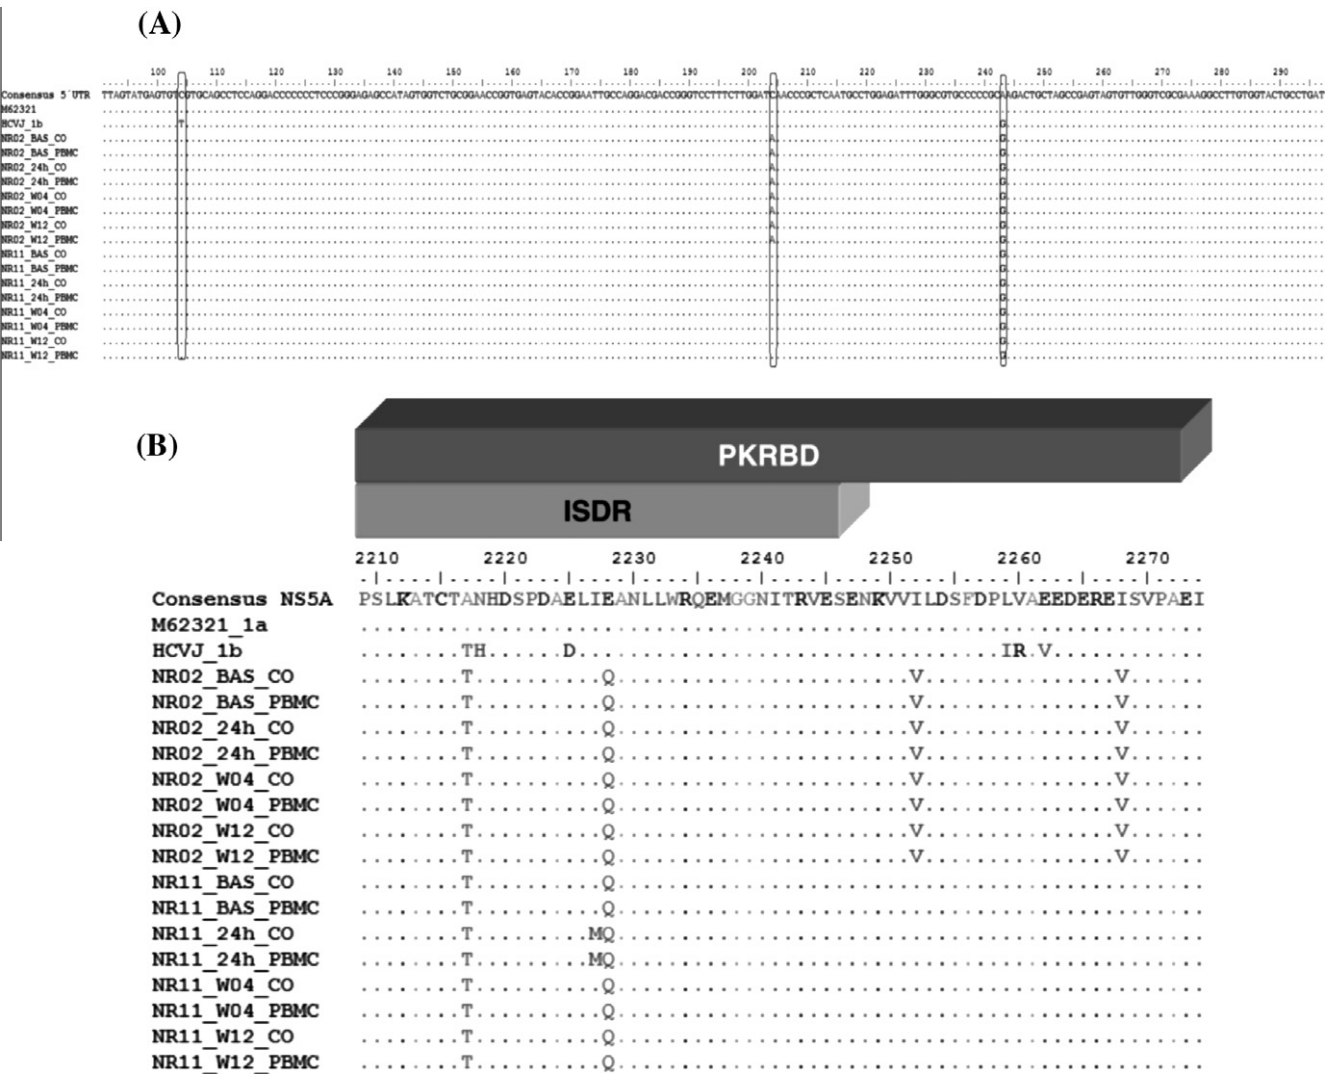 (A)
100 110 120 130 140 150 160 170 180 190 200 210 220 230 240 250 260 270 280 290
Consensus 5´UTR TTAGTATGAGTGTCGTGCAGCCTCCAGGACCCCCCCTCCCGGGAGAGCCATAGTGGTCTGCGGAACCGGTGAGTACACCGGAATTGCCAGGACGACCGGGTCCTTTCTTGGATCAACCCGCTCAATGCCTGGAGATTTGGGCGTGCCCCCGCAAGACTGCTAGCCGAGTAGTGTTGGGTCGCGAAAGGCCTTGTGGTACTGCCTGAT
M62321
HCVJ_1b T G
NR02_BAS_CO A G
NR02_BAS_PBMC A G
NR02_24h_CO A G
NR02_24h_PBMC A G
NR02_W04_CO A G
NR02_W04_PBMC A G
NR02_W12_CO A G
NR02_W12_PBMC A G
NR11_BAS_CO G
NR11_BAS_PBMC G
NR11_24h_CO G
NR11_24h_PBMC G
NR11_W04_CO G
NR11_W04_PBMC G
NR11_W12_CO G
NR11_W12_PBMC G
(B)
PKRBD
ISDR
2210 2220 2230 2240 2250 2260 2270
Consensus NS5A PSLKATCTANHDSPDAELIEANLLWRQEMGGNITRVESENKVVILDSFDPLVAEEDEREISVPAEI
M62321_1a
HCVJ_1b TH D IR V
NR02_BAS_CO T Q V V
NR02_BAS_PBMC T Q V V
NR02_24h_CO T Q V V
NR02_24h_PBMC T Q V V
NR02_W04_CO T Q V V
NR02_W04_PBMC T Q V V
NR02_W12_CO T Q V V
NR02_W12_PBMC T Q V V
NR11_BAS_CO T Q
NR11_BAS_PBMC T Q
NR11_24h_CO T MQ
NR11_24h_PBMC T MQ
NR11_W04_CO T Q
NR11_W04_PBMC T Q
NR11_W12_CO T Q
NR11_W12_PBMC T Q